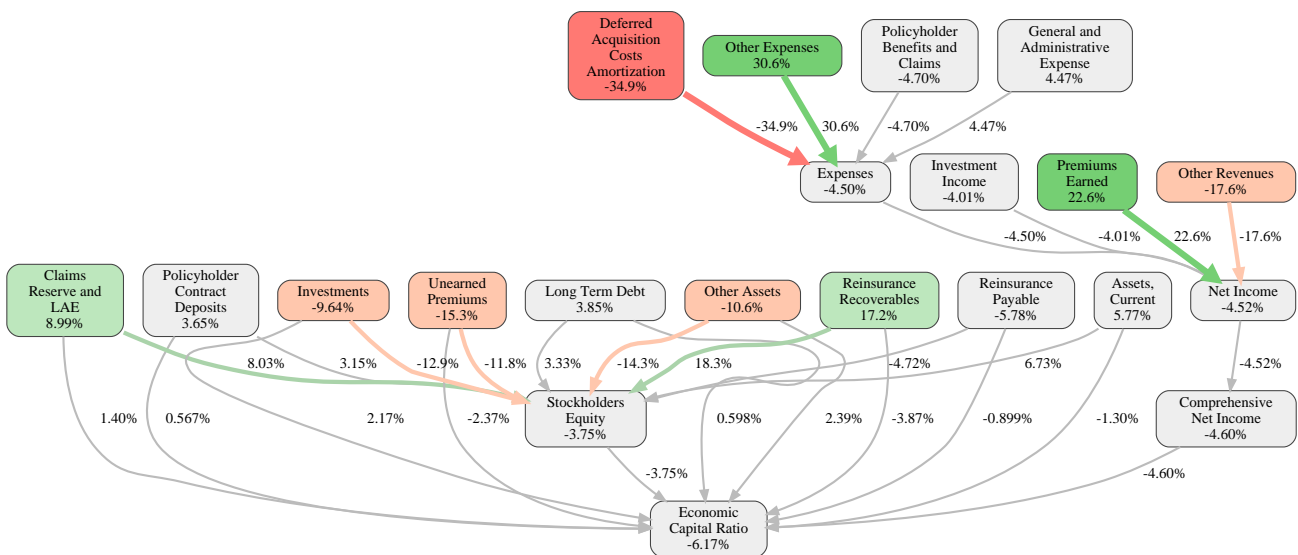 Deferred
Acquisition
Costs
Amortization
-34.9%
Other Expenses
30.6%
Policyholder
Benefits and
Claims
-4.70%
General and
Administrative
Expense
4.47%
-34.9%
30.6%
-4.70%
4.47%
Expenses
-4.50%
Investment
Income
-4.01%
Premiums
Earned
22.6%
Other Revenues
-17.6%
-4.50%
-4.01%
22.6%
-17.6%
Claims
Reserve and
LAE
8.99%
Policyholder
Contract
Deposits
3.65%
Investments
-9.64%
Unearned
Premiums
-15.3%
Long Term Debt
3.85%
Other Assets
-10.6%
Reinsurance
Recoverables
17.2%
Reinsurance
Payable
-5.78%
Assets,
Current
5.77%
Net Income
-4.52%
8.03%
3.15%
-12.9%
-11.8%
3.33%
-14.3%
18.3%
-4.72%
6.73%
-4.52%
Stockholders
Equity
-3.75%
Comprehensive
Net Income
-4.60%
1.40%
0.567%
2.17%
-2.37%
0.598%
2.39%
-3.87%
-0.899%
-1.30%
-3.75%
-4.60%
Economic
Capital Ratio
-6.17%